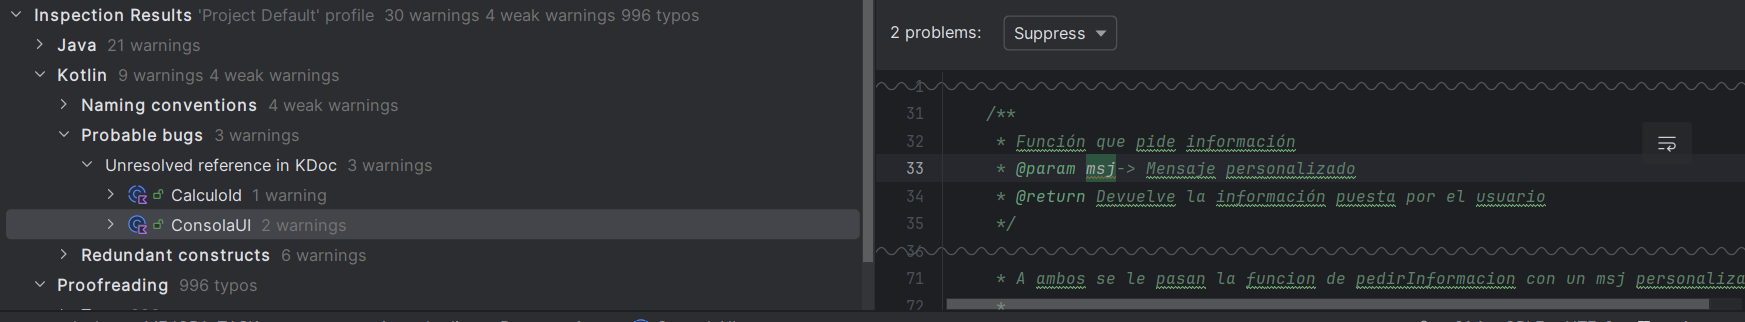 Inspection Results 'Project Default' profile 30 warnings 4 weak warnings 996 typos
Java 21 warnings
Kotlin 9 warnings 4 weak warnings
Naming conventions 4 weak warnings
Probable bugs 3 warnings
Unresolved reference in KDoc 3 warnings
CalculoId 1 warning
ConsolaUI 2 warnings
Redundant constructs 6 warnings
Proofreading 996 typos
2 problems: Suppress
1
31 /**
32 * Función que pide información
33 * @param msj-> Mensaje personalizado
34 * @return Devuelve la información puesta por el usuario
35 */
36
71 * A ambos se le pasan la funcion de pedirInformacion con un msj personaliza
72 *